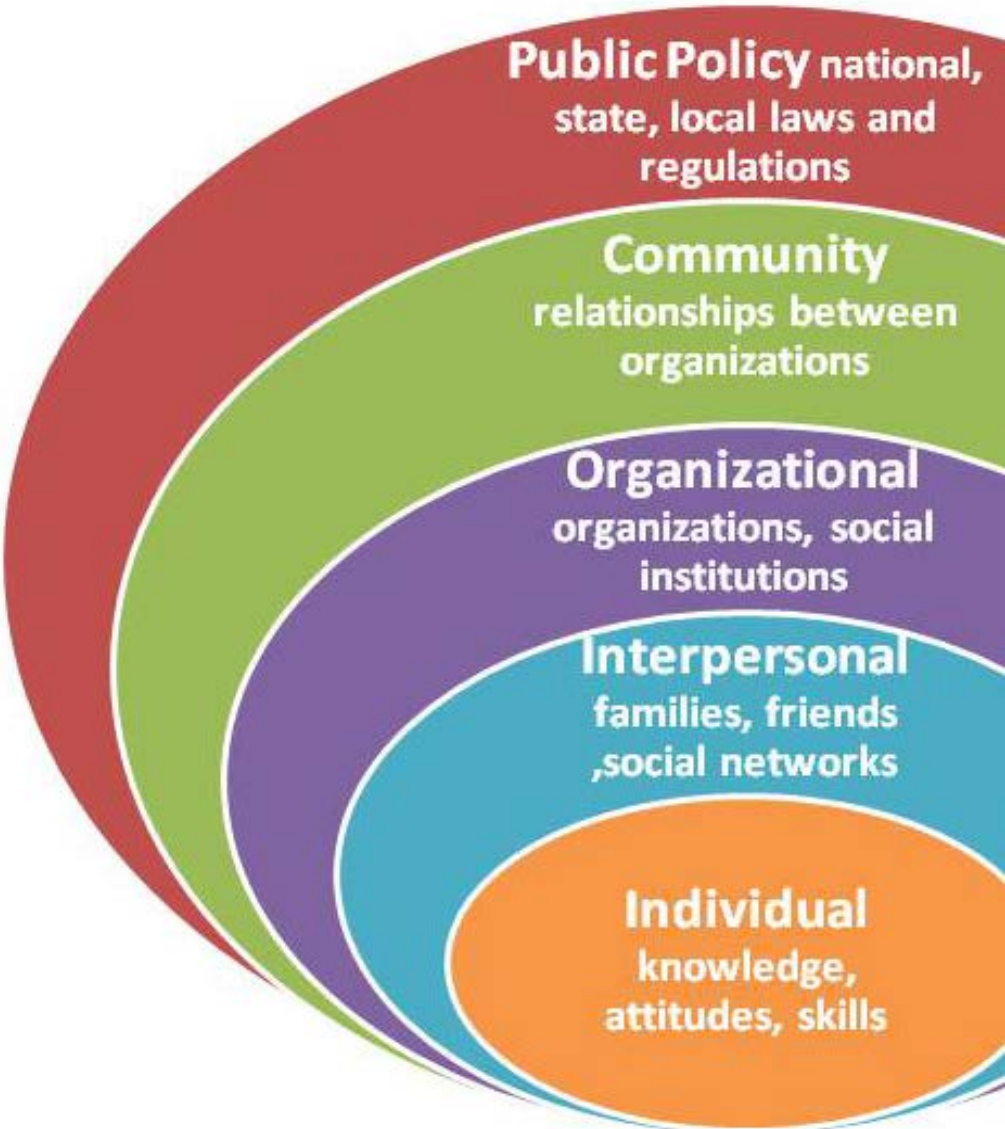 Public Policy national,
state, local laws and
regulations
Community
relationships between
organizations
Organizational
organizations, social
institutions
Interpersonal
families, friends
,social networks
Individual
knowledge,
attitudes, skills